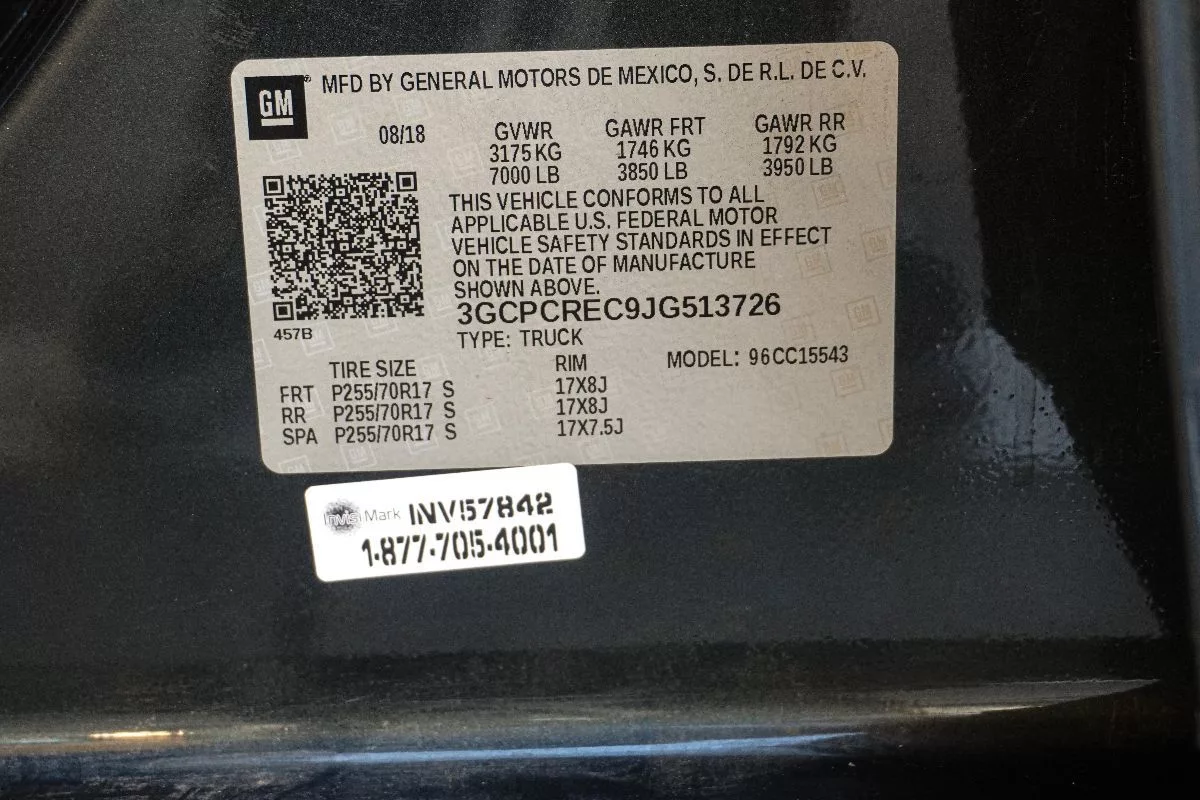 GM
MFD BY GENERAL MOTORS DE MEXICO, S. DE R.L. DE C.V.
08/18 GVWR GAWR FRT GAWR RR
3175 KG 1746 KG 1792 KG
7000 LB 3850 LB 3950 LB
THIS VEHICLE CONFORMS TO ALL
APPLICABLE U.S. FEDERAL MOTOR
VEHICLE SAFETY STANDARDS IN EFFECT
ON THE DATE OF MANUFACTURE
SHOWN ABOVE.
3GCPCREC9JG513726
457B
TYPE: TRUCK
TIRE SIZE RIM MODEL: 96CC15543
FRT P255/70R17 S 17X8J
RR P255/70R17 S 17X8J
SPA P255/70R17 S 17X7.5J
InvisiMark INV57842
1-877-705-4001